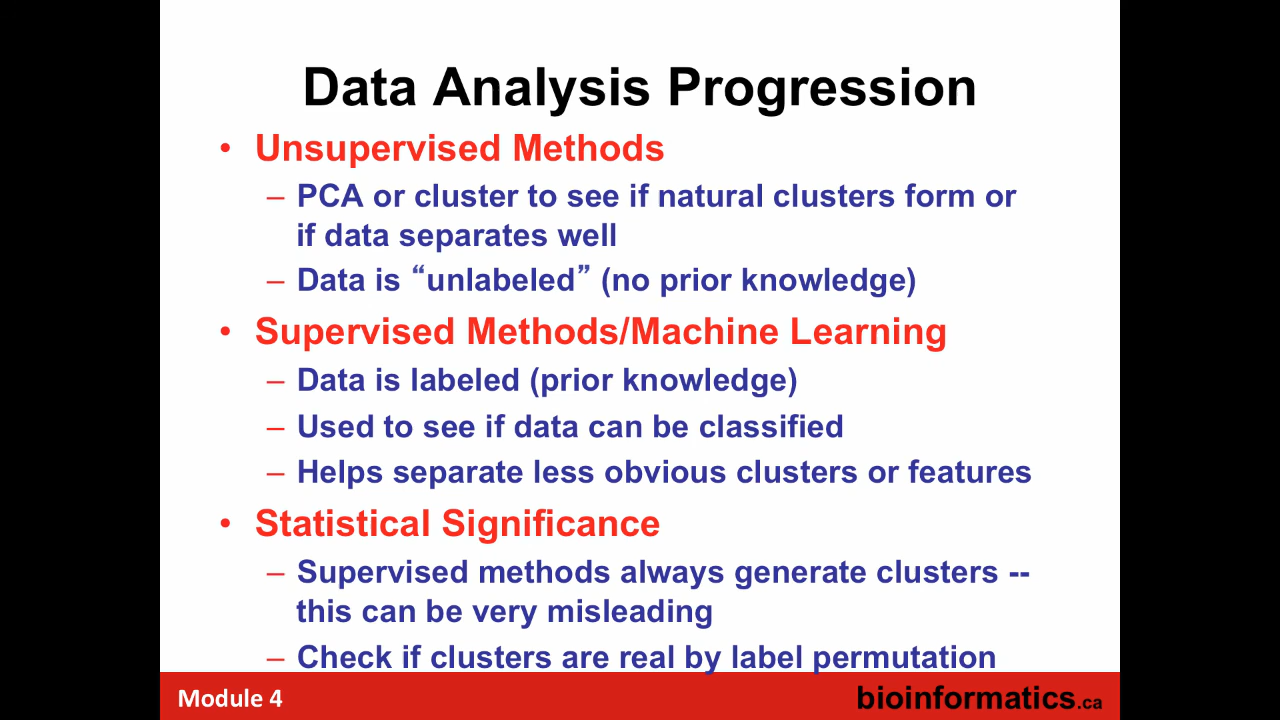 Data Analysis Progression
• Unsupervised Methods
– PCA or cluster to see if natural clusters form or
if data separates well
– Data is “unlabeled” (no prior knowledge)
• Supervised Methods/Machine Learning
– Data is labeled (prior knowledge)
– Used to see if data can be classified
– Helps separate less obvious clusters or features
• Statistical Significance
– Supervised methods always generate clusters --
this can be very misleading
– Check if clusters are real by label permutation
Module 4
bioinformatics.ca